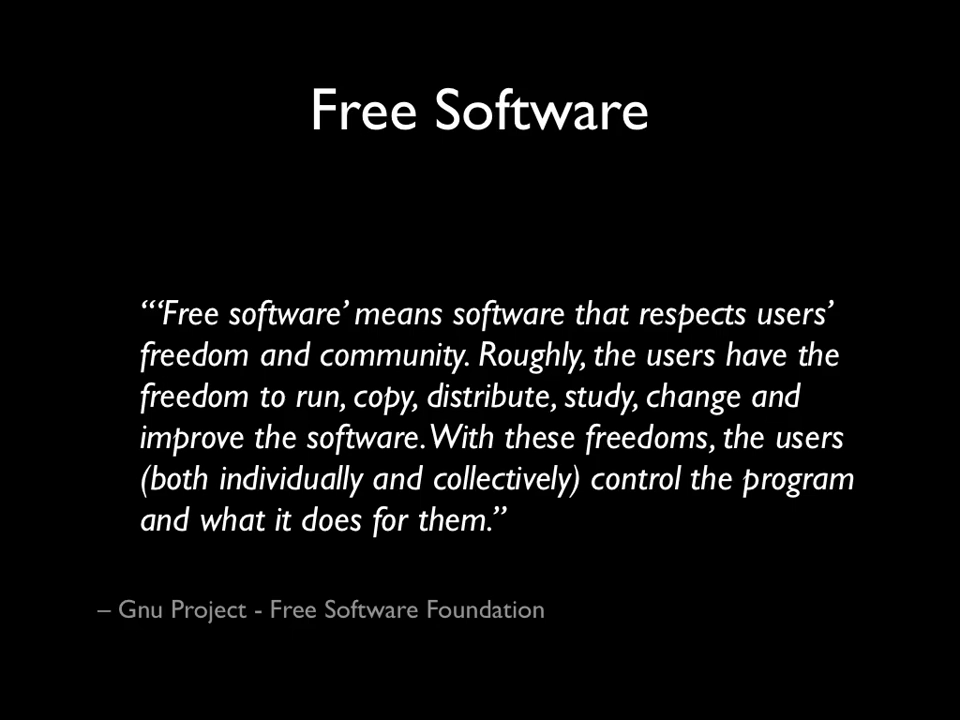 Free Software
“‘Free software’ means software that respects users’
freedom and community. Roughly, the users have the
freedom to run, copy, distribute, study, change and
improve the software. With these freedoms, the users
(both individually and collectively) control the program
and what it does for them.”
– Gnu Project - Free Software Foundation